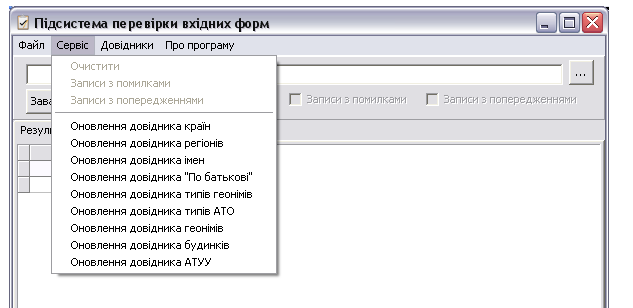 Підсистема перевірки вхідних форм
Файл Сервіс Довідники Про програму
Очистити
Записи з помилками
Записи з попередженнями
...
Записи з помилками Записи з попередженнями
Оновлення довідника країн
Оновлення довідника регіонів
Оновлення довідника імен
Оновлення довідника "По батькові"
Оновлення довідника типів геонімів
Оновлення довідника типів АТО
Оновлення довідника геонімів
Оновлення довідника будинків
Оновлення довідника АТУУ